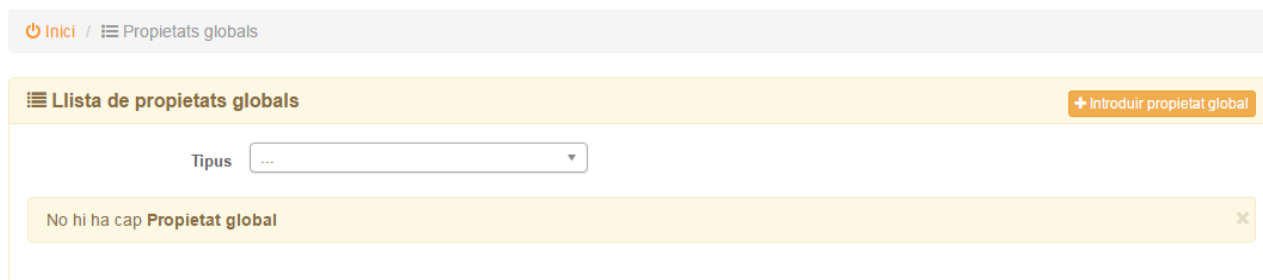 Inici / Propietats globals
Llista de propietats globals
Introduir propietat global
Tipus ...
No hi ha cap Propietat global